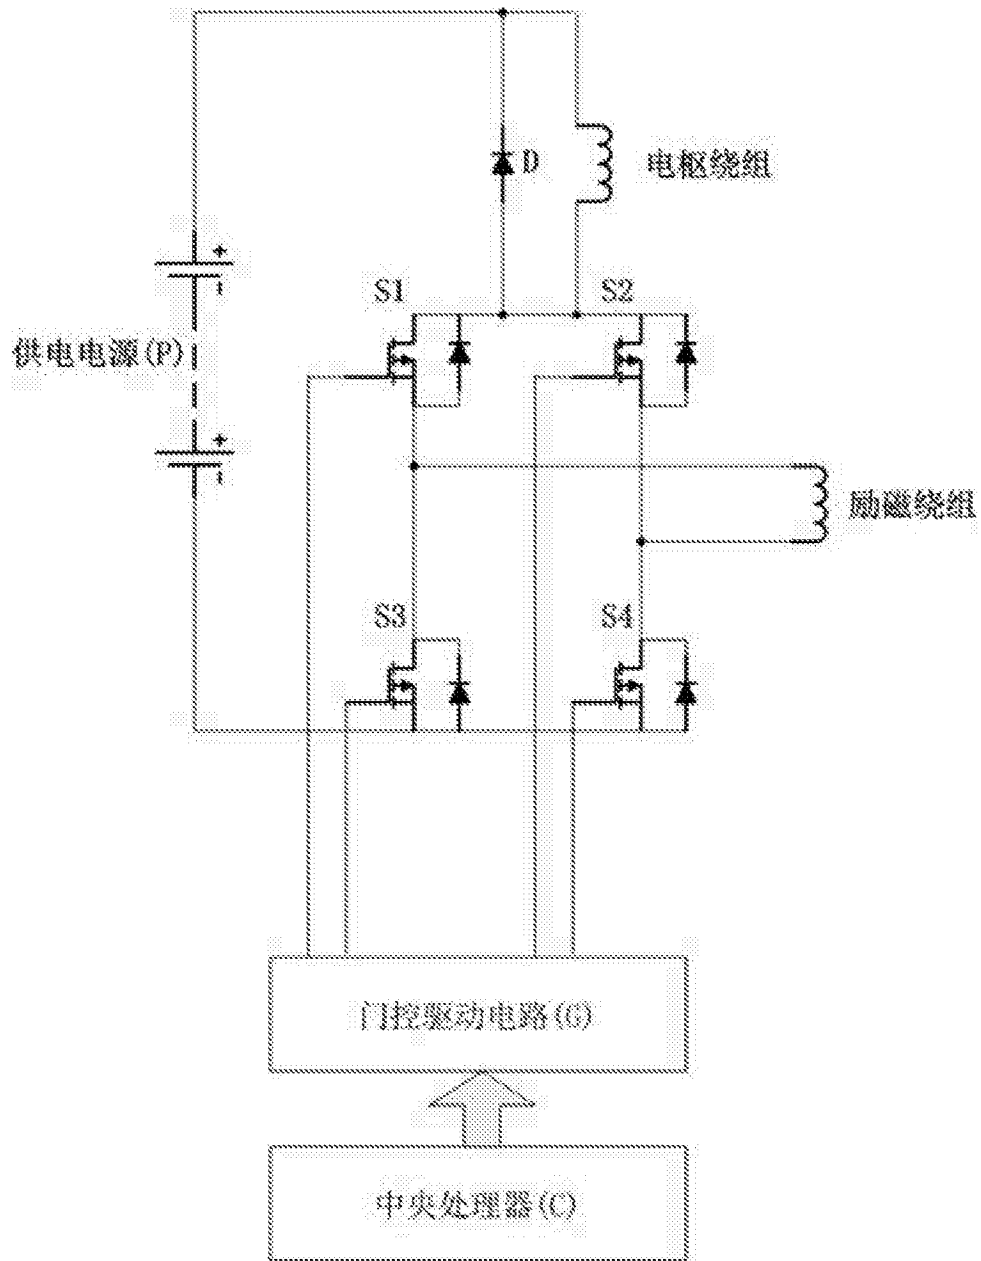 D
电枢绕组
+
-
S1
S2
供电电源(P)
+
-
励磁绕组
S3
S4
门控驱动电路(G)
中央处理器(C)